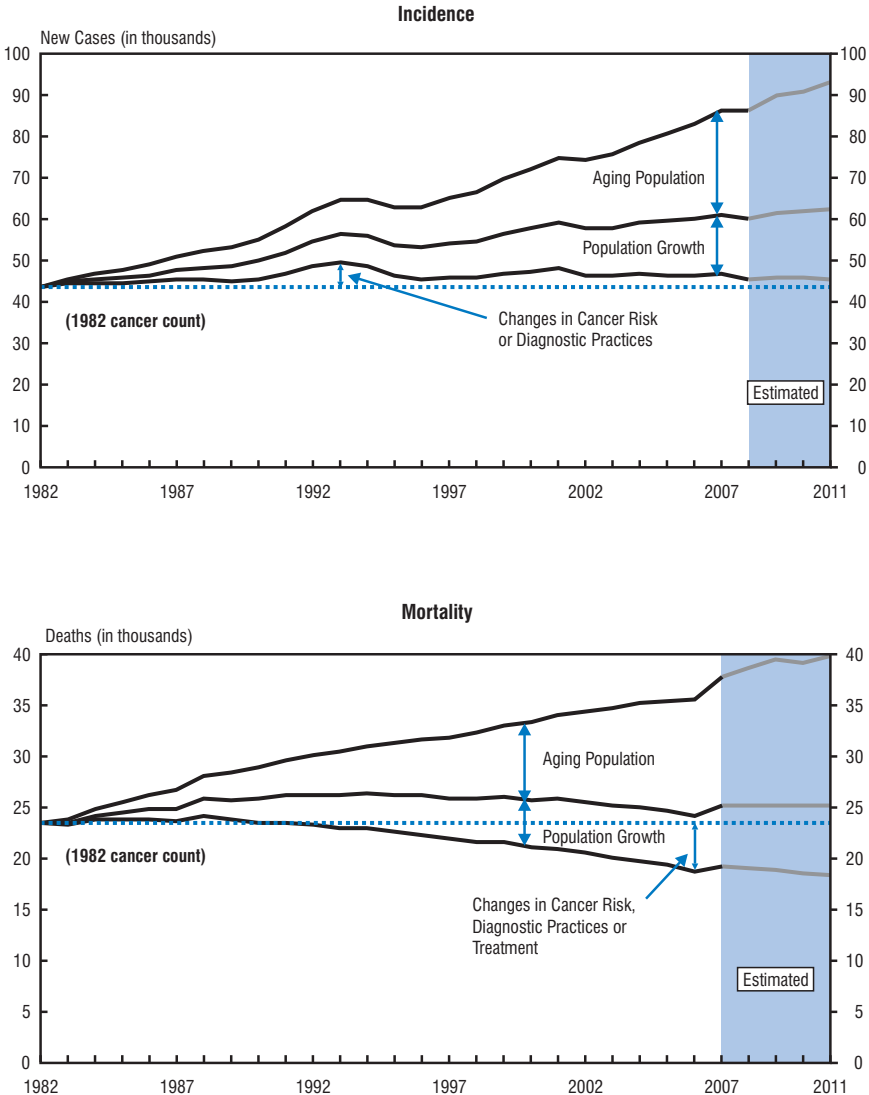 Incidence
New Cases (in thousands)
100 100
90 90
80 80
Aging Population
70 70
60 60
Population Growth
50 50
40 40
(1982 cancer count)
Changes in Cancer Risk
or Diagnostic Practices
30 30
20 20
Estimated
10 10
0 0
1982 1987 1992 1997 2002 2007 2011
Mortality
Deaths (in thousands)
40 40
35 35
30 30
Aging Population
25 25
Population Growth
(1982 cancer count)
20 20
Changes in Cancer Risk,
Diagnostic Practices or
Treatment
15 15
10 10
Estimated
5 5
0 0
1982 1987 1992 1997 2002 2007 2011